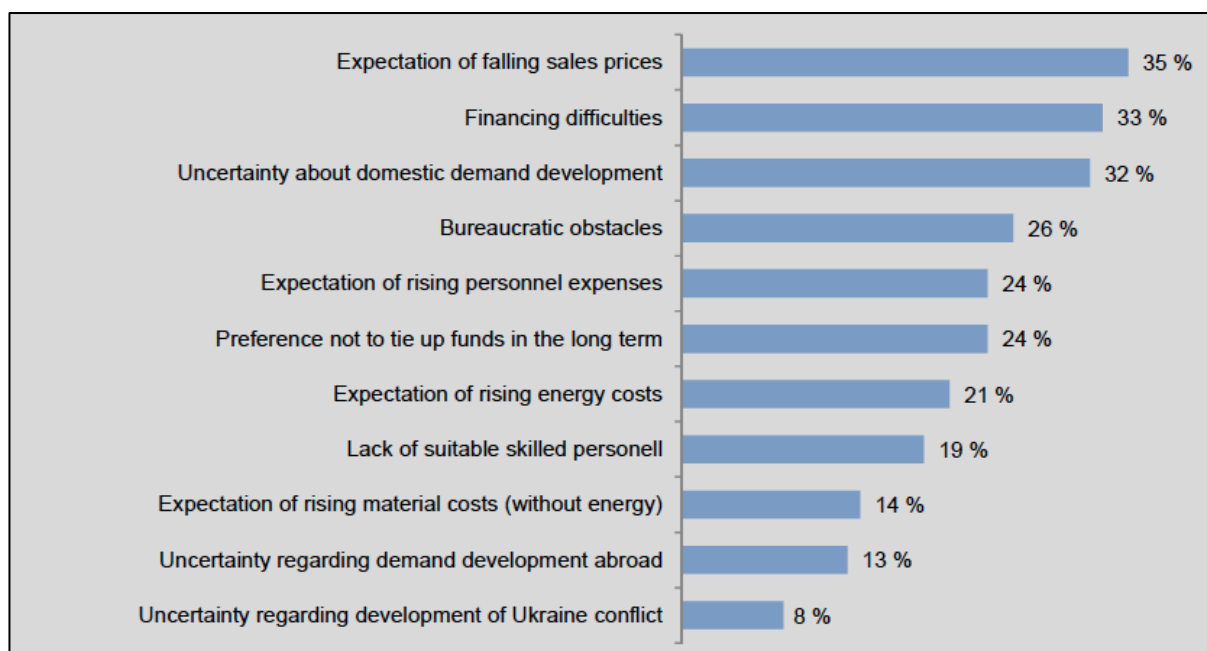 Expectation of falling sales prices 35 %
Financing difficulties 33 %
Uncertainty about domestic demand development 32 %
Bureaucratic obstacles 26 %
Expectation of rising personnel expenses 24 %
Preference not to tie up funds in the long term 24 %
Expectation of rising energy costs 21 %
Lack of suitable skilled personell 19 %
Expectation of rising material costs (without energy) 14 %
Uncertainty regarding demand development abroad 13 %
Uncertainty regarding development of Ukraine conflict 8 %